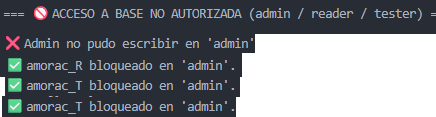 === 🚫 ACCESO A BASE NO AUTORIZADA (admin / reader / tester) =
❌ Admin no pudo escribir en 'admin'
✅ amorac_R bloqueado en 'admin'.
✅ amorac_T bloqueado en 'admin'.
✅ amorac_T bloqueado en 'admin'.